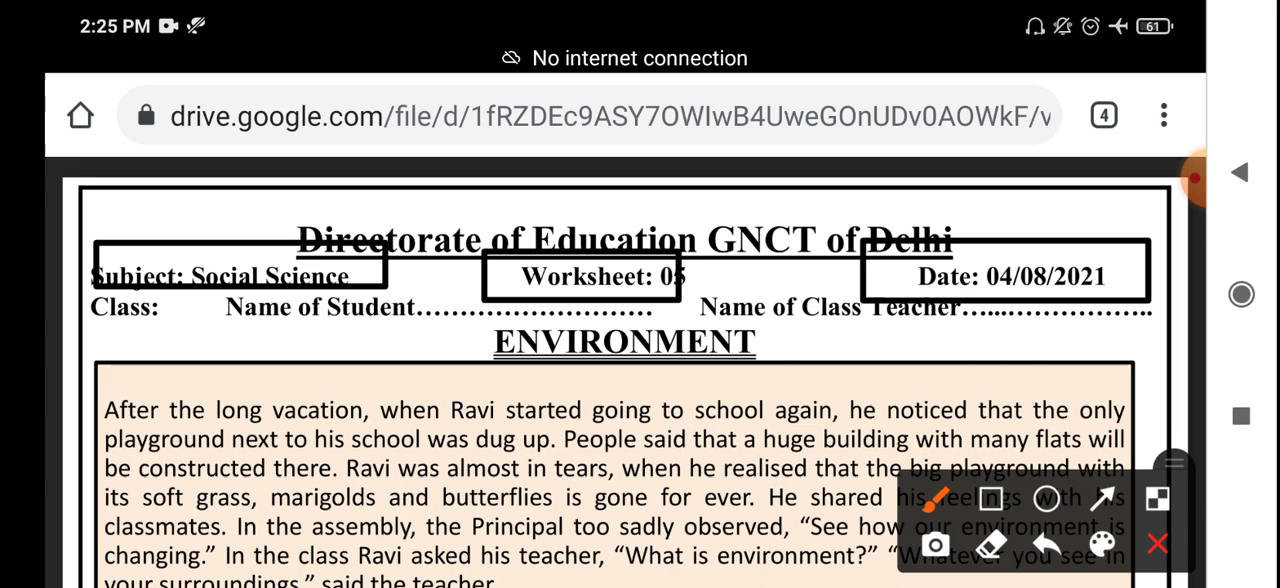 2:25 PM
61
No internet connection
drive.google.com/file/d/1fRZDEc9ASY7OWIwB4UweGOnUDv0AOWkF/v
4
Directorate of Education GNCT of Delhi
Subject: Social Science Worksheet: 05 Date: 04/08/2021
Class: Name of Student………………………. Name of Class Teacher…...……………..
ENVIRONMENT
After the long vacation, when Ravi started going to school again, he noticed that the only
playground next to his school was dug up. People said that a huge building with many flats will
be constructed there. Ravi was almost in tears, when he realised that the big playground with
its soft grass, marigolds and butterflies is gone for ever. He shared his feelings with his
classmates. In the assembly, the Principal too sadly observed, “See how our environment is
changing.” In the class Ravi asked his teacher, “What is environment?” “Whatever you see in
your surroundings,” said the teacher.